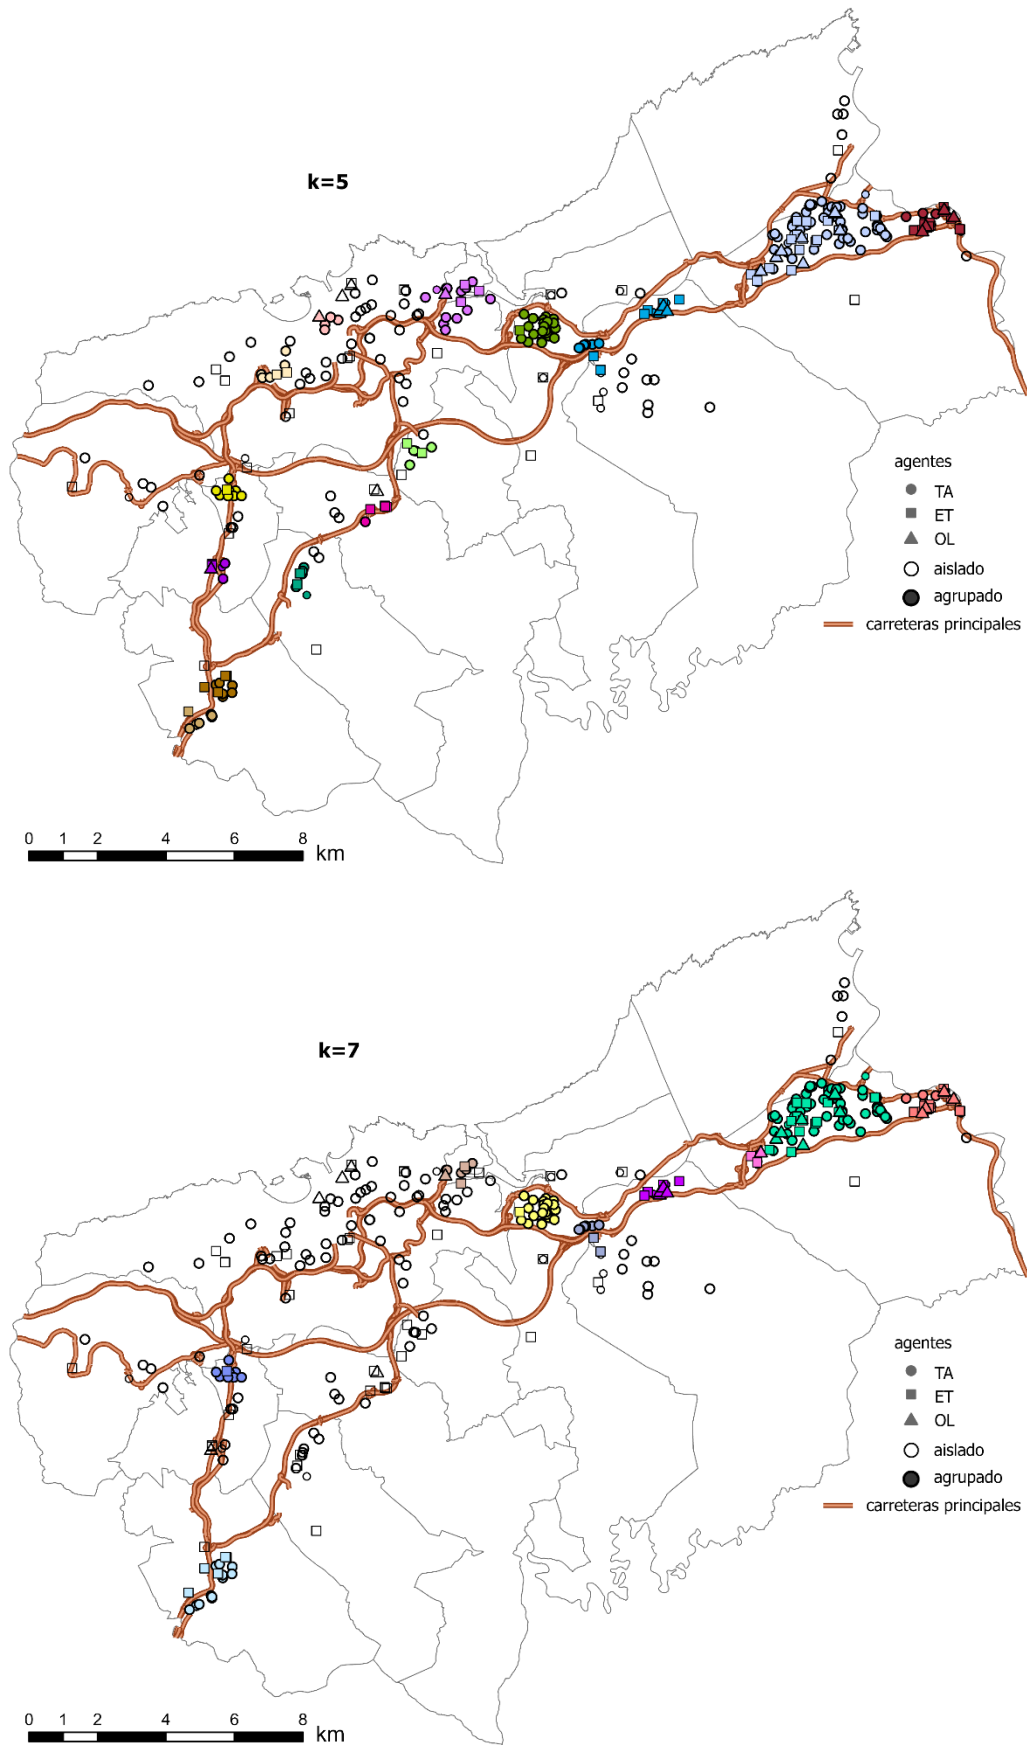 k=5
agentes
TA
ET
OL
aislado
agrupado
carreteras principales
0 1 2 4 6 8 km
k=7
agentes
TA
ET
OL
aislado
agrupado
carreteras principales
0 1 2 4 6 8 km